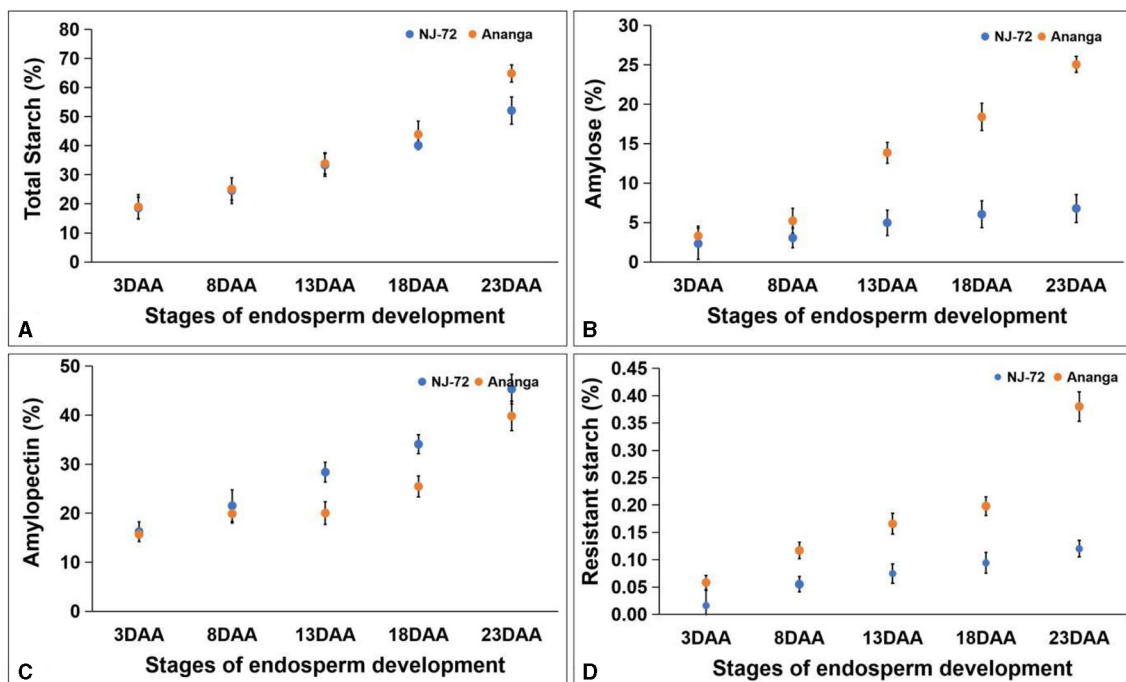 NJ-72 Ananga
80
70
60
50
40
30
20
10
0
Total Starch (%)
3DAA 8DAA 13DAA 18DAA 23DAA
Stages of endosperm development
A
NJ-72 Ananga
30
25
20
15
10
5
0
Amylose (%)
3DAA 8DAA 13DAA 18DAA 23DAA
Stages of endosperm development
B
NJ-72 Ananga
50
40
30
20
10
0
Amylopectin (%)
3DAA 8DAA 13DAA 18DAA 23DAA
Stages of endosperm development
C
NJ-72 Ananga
0.45
0.40
0.35
0.30
0.25
0.20
0.15
0.10
0.05
0.00
Resistant starch (%)
3DAA 8DAA 13DAA 18DAA 23DAA
Stages of endosperm development
D